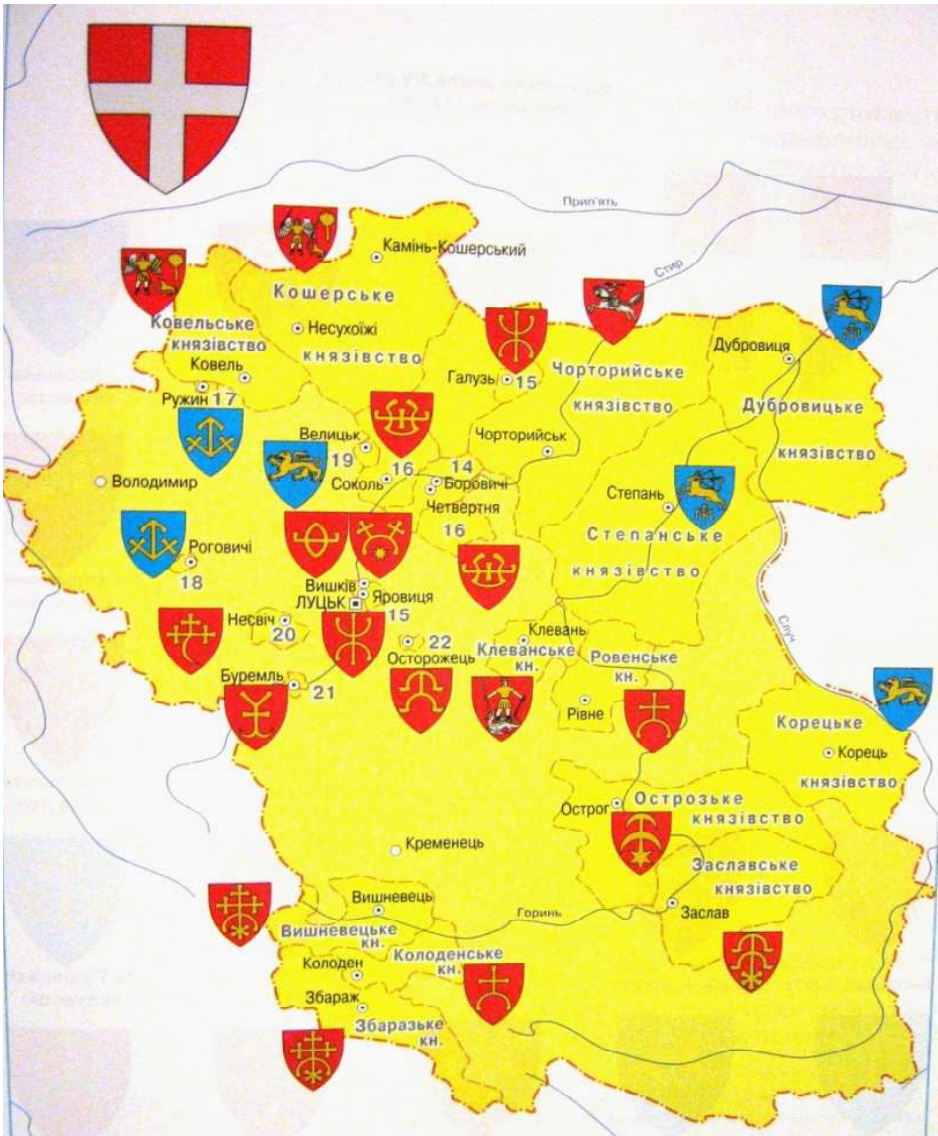 Прип'ять
Стир
Камінь-Кошерський
Кошерське
князівство
Несухоїжі
Ковельське
князівство
Ковель
Ружин 17
Галузь
15
Чорторийське
князівство
Чорторийськ
Дубровиця
Дубровицьке
князівство
Велицьк
19
16
Соколь
14
Боровичі
Четвертня
16
Володимир
Степань
Степанське
князівство
Роговичі
18
Вишків
ЛУЦЬК
Яровиця
15
Несвіч
20
22
Осторожець
Клевань
Клеванське
кн.
Ровенське
кн.
Рівне
Случ
Буремль
21
Корецьке
Корець
князівство
Острог
Острозьке
князівство
Кременець
Заславське
князівство
Заслав
Вишневець
Горинь
Вишневецьке
кн.
Колоденське
кн.
Колоден
Збараж
Збаразьке
кн.